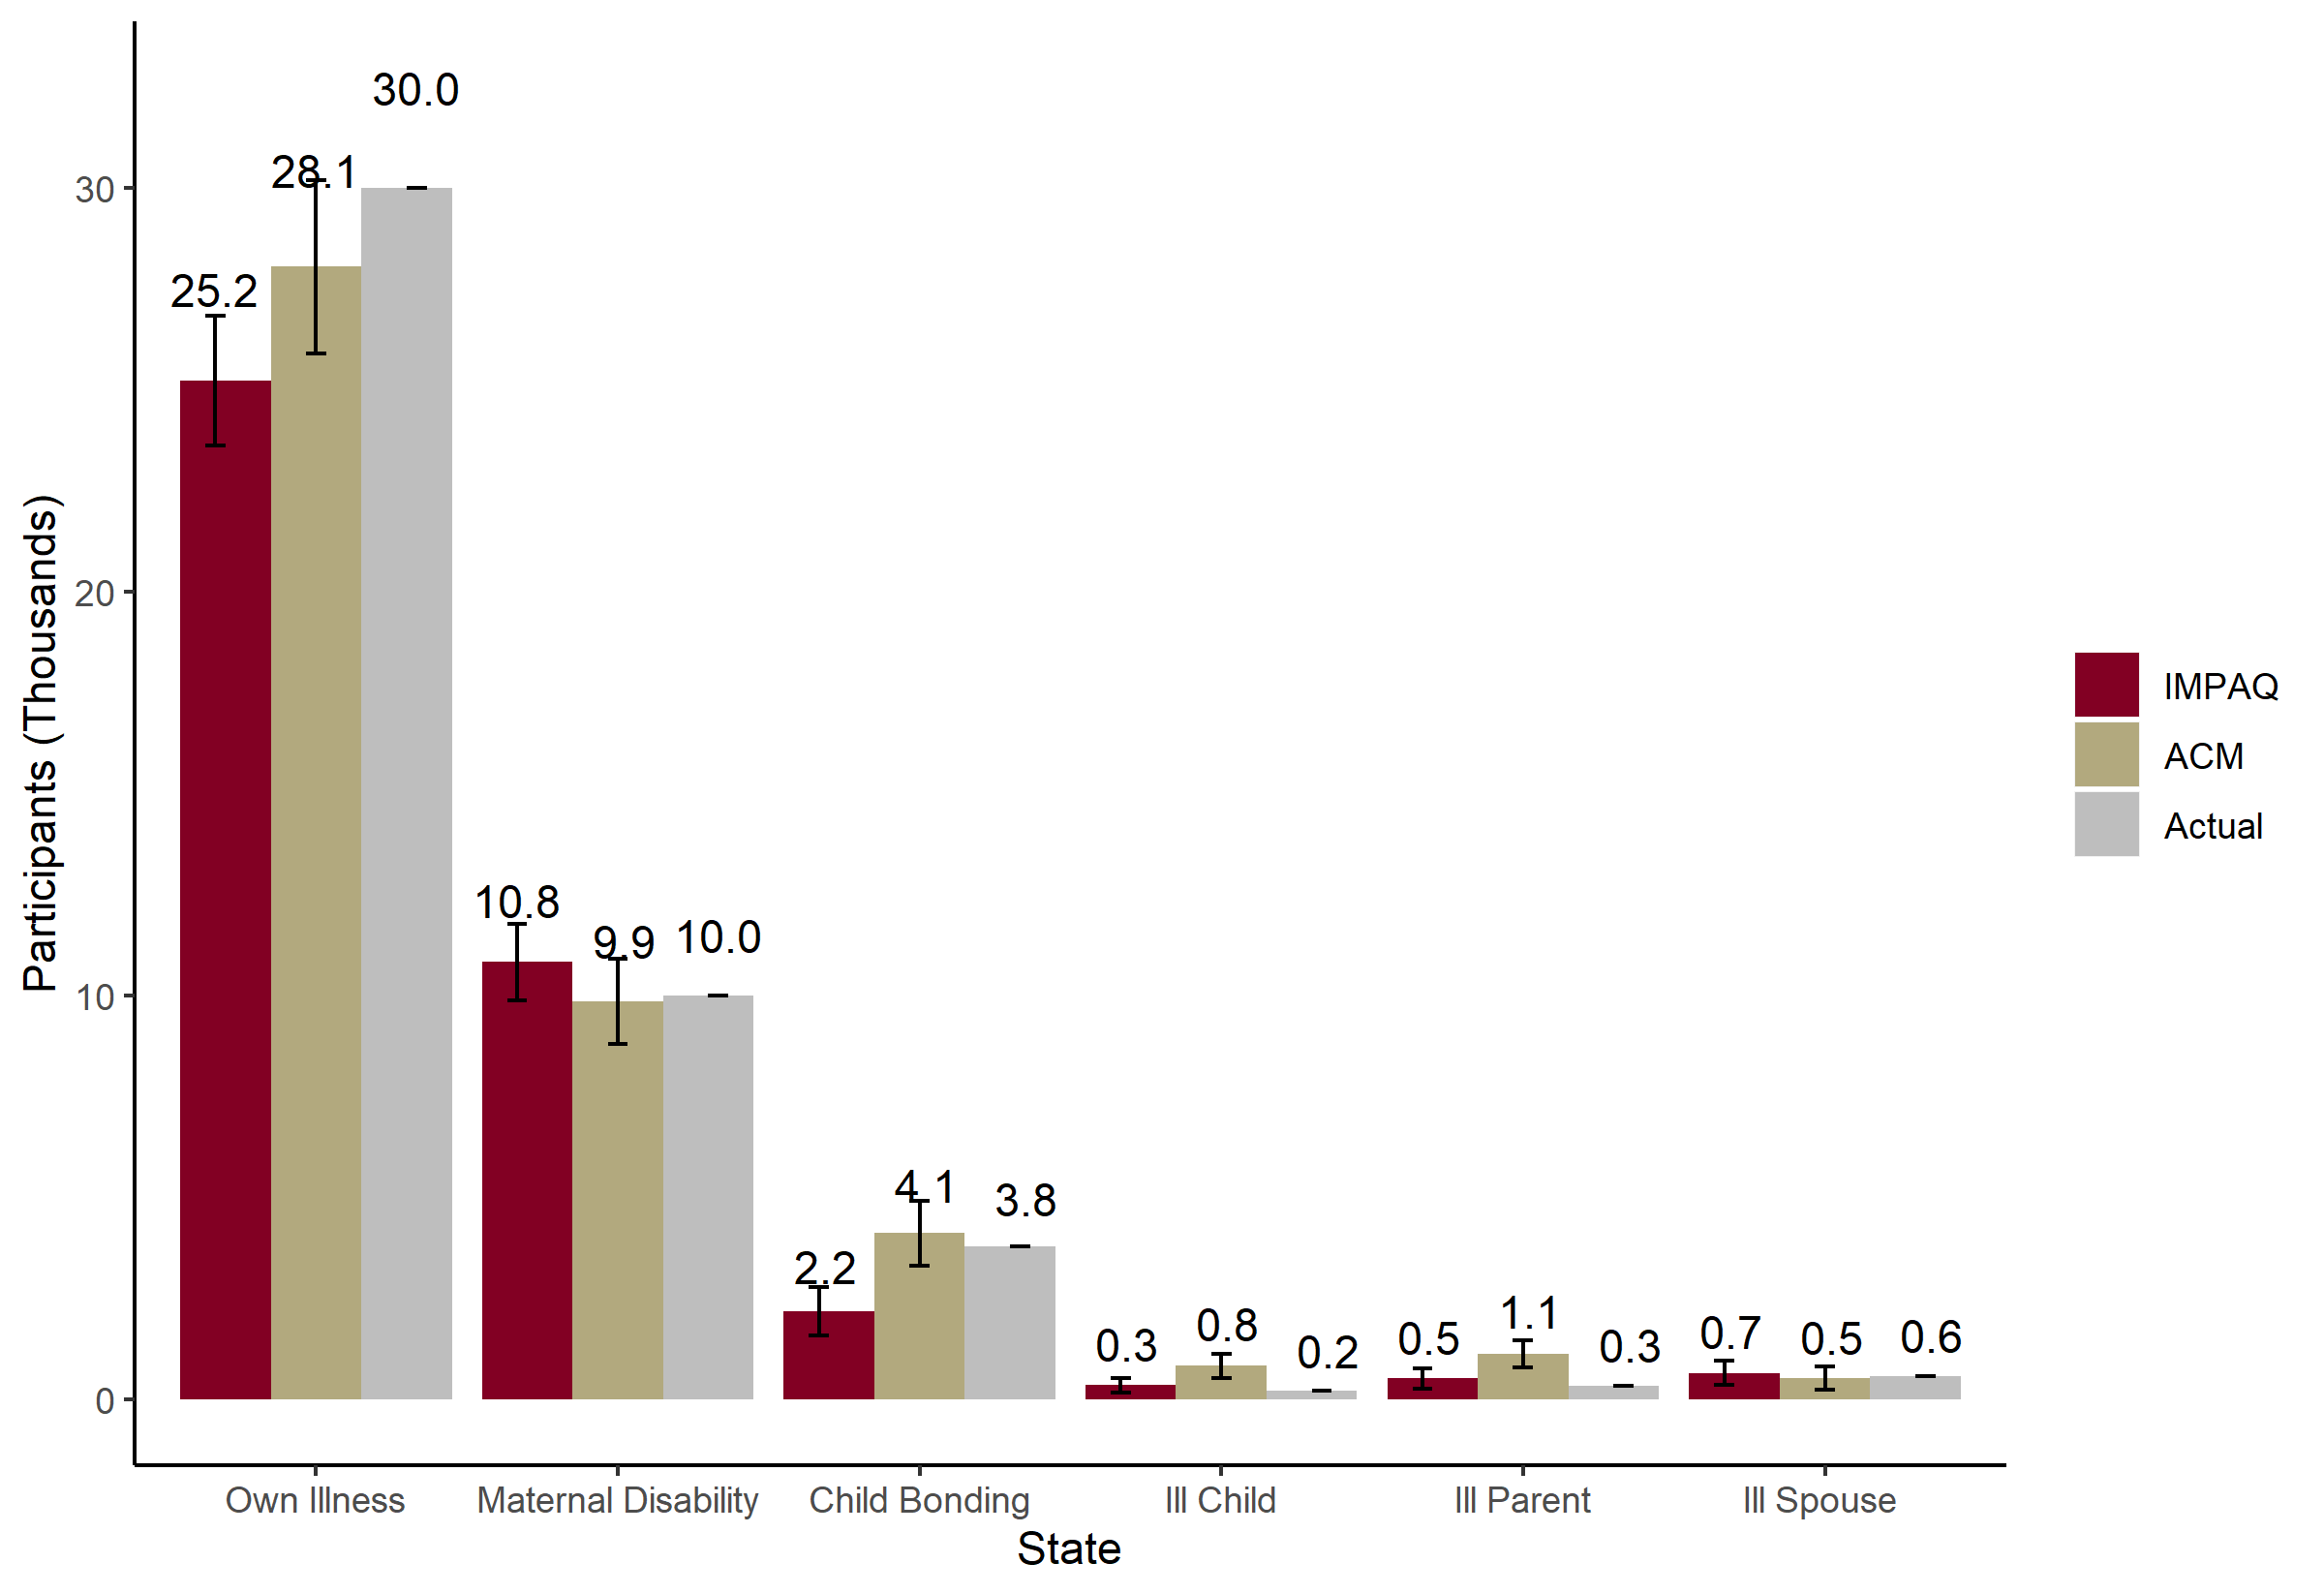 30.0
28.1
25.2
10.8
9.9
10.0
4.1
3.8
2.2
0.3
0.8
0.2
0.5
1.1
0.3
0.7
0.5
0.6
30
20
10
0
Participants (Thousands)
Own Illness
Maternal Disability
Child Bonding
Ill Child
Ill Parent
Ill Spouse
State
IMPAQ
ACM
Actual